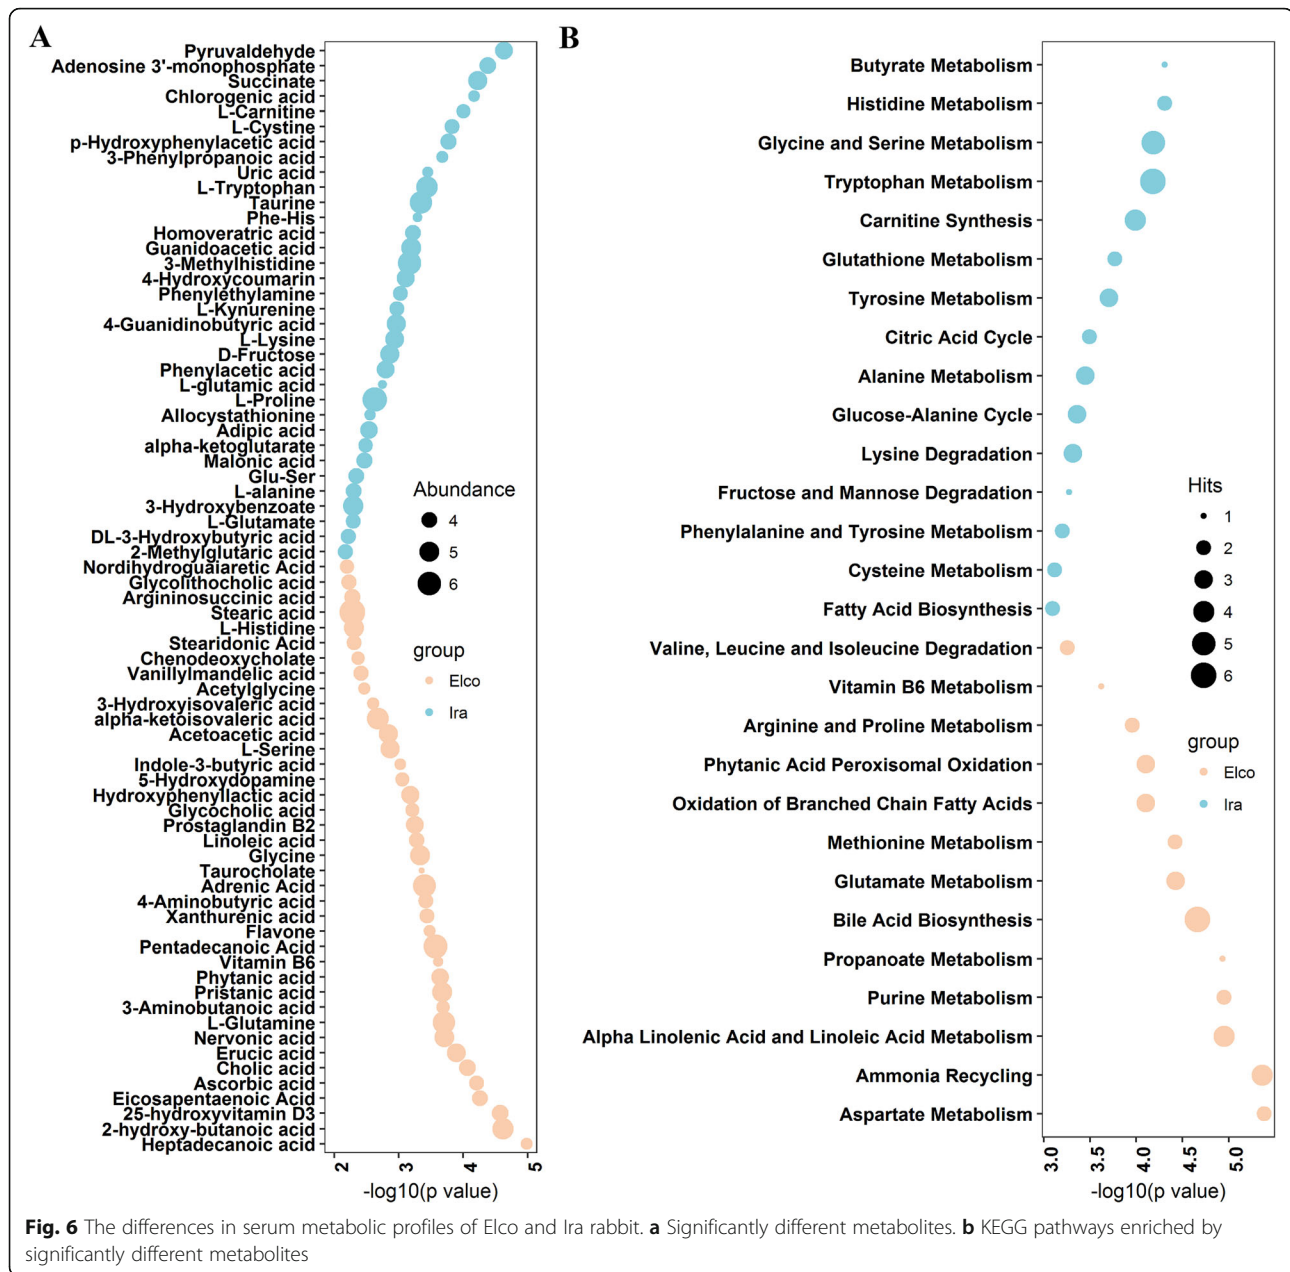 A
Pyruvaldehyde
Adenosine 3'-monophosphate
Succinate
Chlorogenic acid
L-Carnitine
L-Cystine
p-Hydroxyphenylacetic acid
3-Phenylpropanoic acid
Uric acid
L-Tryptophan
Taurine
Phe-His
Homoveratric acid
Guanidoacetic acid
3-Methylhistidine
4-Hydroxycoumarin
Phenylethylamine
L-Kynurenine
4-Guanidinobutyric acid
L-Lysine
D-Fructose
Phenylacetic acid
L-glutamic acid
L-Proline
Allocystathionine
Adipic acid
alpha-ketoglutarate
Malonic acid
Glu-Ser
L-alanine
3-Hydroxybenzoate
L-Glutamate
DL-3-Hydroxybutyric acid
2-Methylglutaric acid
Nordihydroguaiaretic Acid
Glycolithocholic acid
Argininosuccinic acid
Stearic acid
L-Histidine
Stearidonic Acid
Chenodeoxycholate
Vanillylmandelic acid
Acetylglycine
3-Hydroxyisovaleric acid
alpha-ketoisovaleric acid
Acetoacetic acid
L-Serine
Indole-3-butyric acid
5-Hydroxydopamine
Hydroxyphenyllactic acid
Glycocholic acid
Prostaglandin B2
Linoleic acid
Glycine
Taurocholate
Adrenic Acid
4-Aminobutyric acid
Xanthurenic acid
Flavone
Pentadecanoic Acid
Vitamin B6
Phytanic acid
Pristanic acid
3-Aminobutanoic acid
L-Glutamine
Nervonic acid
Erucic acid
Cholic acid
Ascorbic acid
Eicosapentaenoic Acid
25-hydroxyvitamin D3
2-hydroxy-butanoic acid
Heptadecanoic acid
Abundance
4
5
6
group
Elco
Ira
2 3 4 5
-log10(p value)
B
Butyrate Metabolism
Histidine Metabolism
Glycine and Serine Metabolism
Tryptophan Metabolism
Carnitine Synthesis
Glutathione Metabolism
Tyrosine Metabolism
Citric Acid Cycle
Alanine Metabolism
Glucose-Alanine Cycle
Lysine Degradation
Fructose and Mannose Degradation
Phenylalanine and Tyrosine Metabolism
Cysteine Metabolism
Fatty Acid Biosynthesis
Valine, Leucine and Isoleucine Degradation
Vitamin B6 Metabolism
Arginine and Proline Metabolism
Phytanic Acid Peroxisomal Oxidation
Oxidation of Branched Chain Fatty Acids
Methionine Metabolism
Glutamate Metabolism
Bile Acid Biosynthesis
Propanoate Metabolism
Purine Metabolism
Alpha Linolenic Acid and Linoleic Acid Metabolism
Ammonia Recycling
Aspartate Metabolism
Hits
1
2
3
4
5
6
group
Elco
Ira
3.0 3.5 4.0 4.5 5.0
-log10(p value)
Fig. 6 The differences in serum metabolic profiles of Elco and Ira rabbit. a Significantly different metabolites. b KEGG pathways enriched by
significantly different metabolites